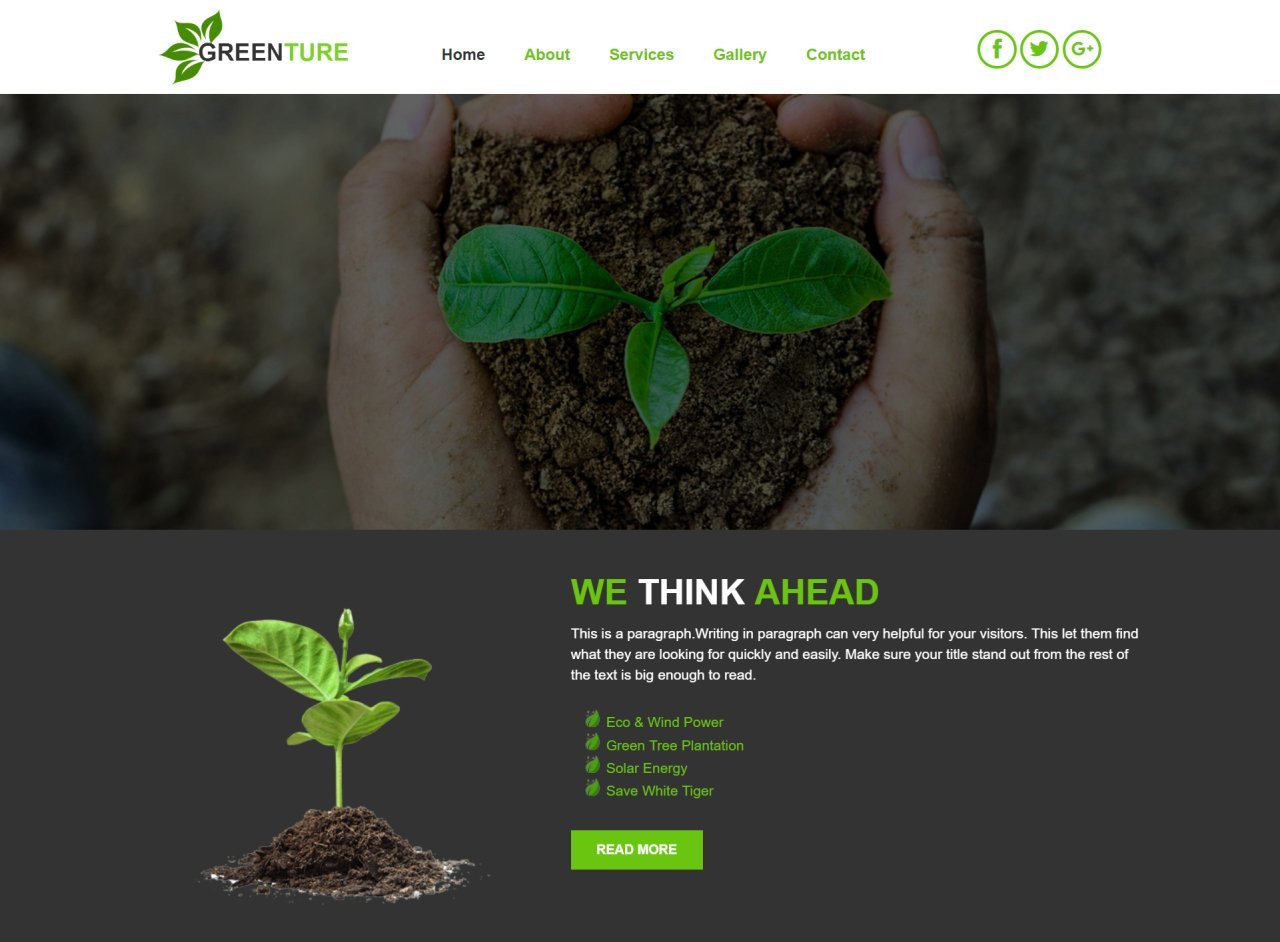 GREENTURE
Home About Services Gallery Contact
WE THINK AHEAD
This is a paragraph.Writing in paragraph can very helpful for your visitors. This let them find
what they are looking for quickly and easily. Make sure your title stand out from the rest of
the text is big enough to read.
Eco & Wind Power
Green Tree Plantation
Solar Energy
Save White Tiger
READ MORE